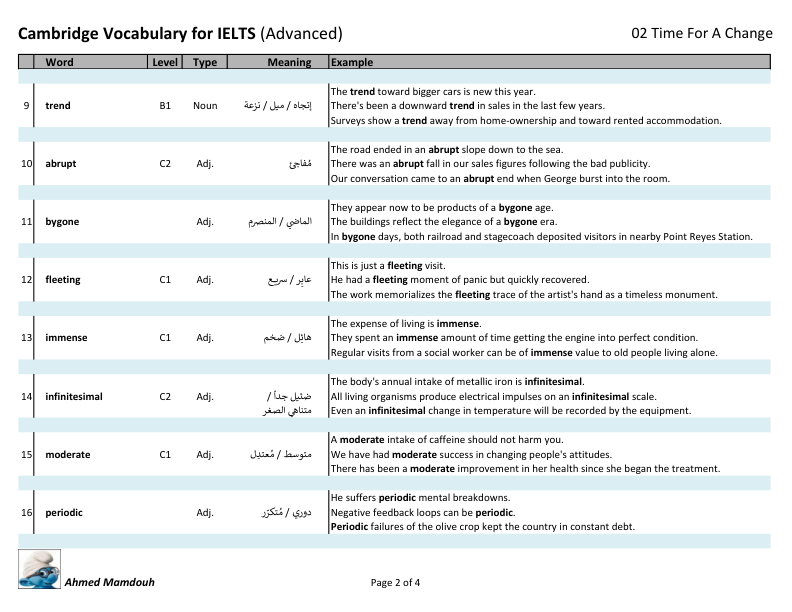 Cambridge Vocabulary for IELTS (Advanced) 02 Time For A Change
Word Level Type Meaning Example
The trend toward bigger cars is new this year.
9 trend B1 Noun إتجاه / ميل / نزعة There's been a downward trend in sales in the last few years.
Surveys show a trend away from home-ownership and toward rented accommodation.
The road ended in an abrupt slope down to the sea.
10 abrupt C2 Adj. مُفاجئ There was an abrupt fall in our sales figures following the bad publicity.
Our conversation came to an abrupt end when George burst into the room.
They appear now to be products of a bygone age.
11 bygone Adj. الماضي / المنصرم The buildings reflect the elegance of a bygone era.
In bygone days, both railroad and stagecoach deposited visitors in nearby Point Reyes Station.
This is just a fleeting visit.
12 fleeting C1 Adj. عابِر / سريع He had a fleeting moment of panic but quickly recovered.
The work memorializes the fleeting trace of the artist's hand as a timeless monument.
The expense of living is immense.
13 immense C1 Adj. هائِل / ضخم They spent an immense amount of time getting the engine into perfect condition.
Regular visits from a social worker can be of immense value to old people living alone.
The body's annual intake of metallic iron is infinitesimal.
14 infinitesimal C2 Adj. ضئيل جداً / All living organisms produce electrical impulses on an infinitesimal scale.
متناهي الصغر Even an infinitesimal change in temperature will be recorded by the equipment.
A moderate intake of caffeine should not harm you.
15 moderate C1 Adj. متوسط / مُعتدِل We have had moderate success in changing people's attitudes.
There has been a moderate improvement in her health since she began the treatment.
He suffers periodic mental breakdowns.
16 periodic Adj. دوري / مُتكرّر Negative feedback loops can be periodic.
Periodic failures of the olive crop kept the country in constant debt.
Ahmed Mamdouh Page 2 of 4